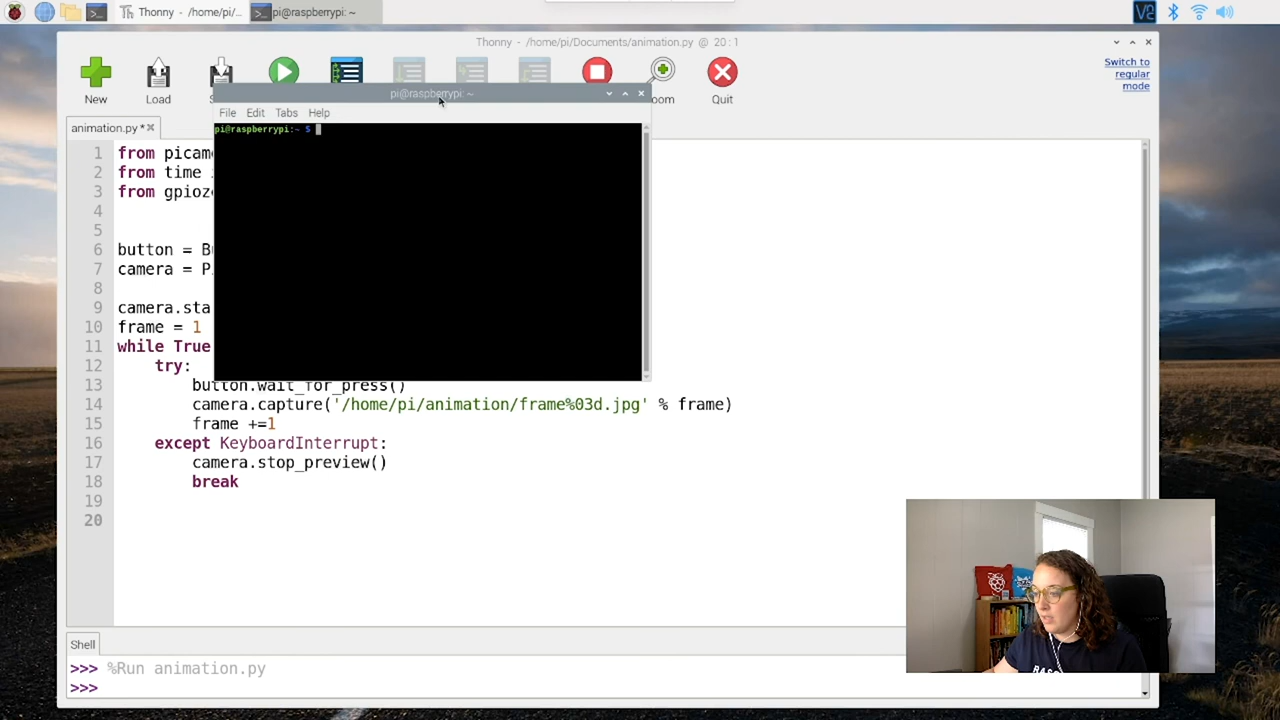 Thonny - /home/pi/...
pi@raspberrypi: ~
Thonny - /home/pi/Documents/animation.py @ 20:1
New
Load
Quit
Switch to
regular
mode
pi@raspberrypi: ~
File Edit Tabs Help
pi@raspberrypi:~ $
animation.py *
1 from picam
2 from time
3 from gpioz
4
5
6 button = B
7 camera = P
8
9 camera.sta
10 frame = 1
11 while True
12 try:
13 button.wait_for_press()
14 camera.capture('/home/pi/animation/frame%03d.jpg' % frame)
15 frame +=1
16 except KeyboardInterrupt:
17 camera.stop_preview()
18 break
19
20
Shell
>>> %Run animation.py
>>>